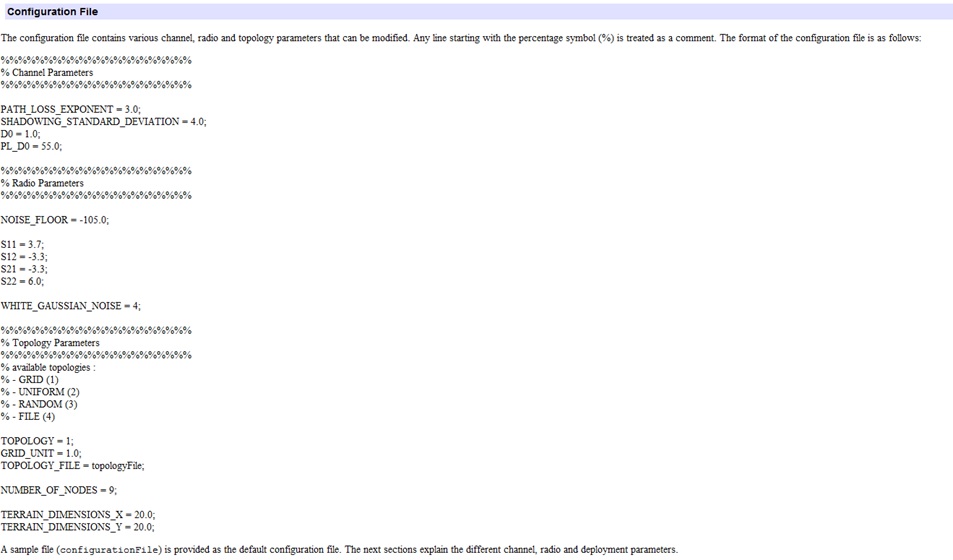 Configuration File
The configuration file contains various channel, radio and topology parameters that can be modified. Any line starting with the percentage symbol (%) is treated as a comment. The format of the configuration file is as follows:
%%%%%%%%%%%%%%%%%%%%%%
% Channel Parameters
%%%%%%%%%%%%%%%%%%%%%%
PATH_LOSS_EXPONENT = 3.0;
SHADOWING_STANDARD_DEVIATION = 4.0;
D0 = 1.0;
PL_D0 = 55.0;
%%%%%%%%%%%%%%%%%%%%%%
% Radio Parameters
%%%%%%%%%%%%%%%%%%%%%%
NOISE_FLOOR = -105.0;
S11 = 3.7;
S12 = -3.3;
S21 = -3.3;
S22 = 6.0;
WHITE_GAUSSIAN_NOISE = 4;
%%%%%%%%%%%%%%%%%%%%%%
% Topology Parameters
%%%%%%%%%%%%%%%%%%%%%%
% available topologies :
% - GRID (1)
% - UNIFORM (2)
% - RANDOM (3)
% - FILE (4)
TOPOLOGY = 1;
GRID_UNIT = 1.0;
TOPOLOGY_FILE = topologyFile;
NUMBER_OF_NODES = 9;
TERRAIN_DIMENSIONS_X = 20.0;
TERRAIN_DIMENSIONS_Y = 20.0;
A sample file (configurationFile) is provided as the default configuration file. The next sections explain the different channel, radio and deployment parameters.